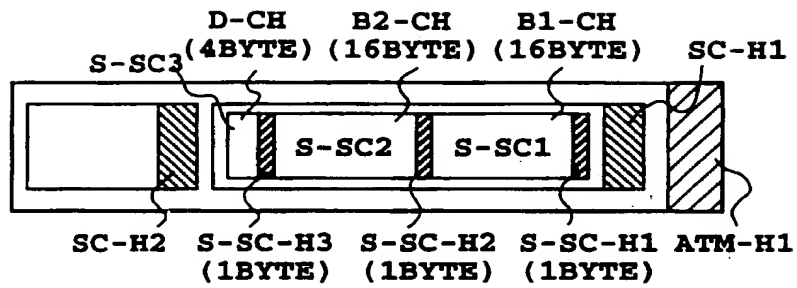 D-CH B2-CH B1-CH
(4BYTE) (16BYTE) (16BYTE) SC-H1
S-SC3
S-SC2 S-SC1
SC-H2 S-SC-H3 S-SC-H2 S-SC-H1 ATM-H1
(1BYTE) (1BYTE) (1BYTE)